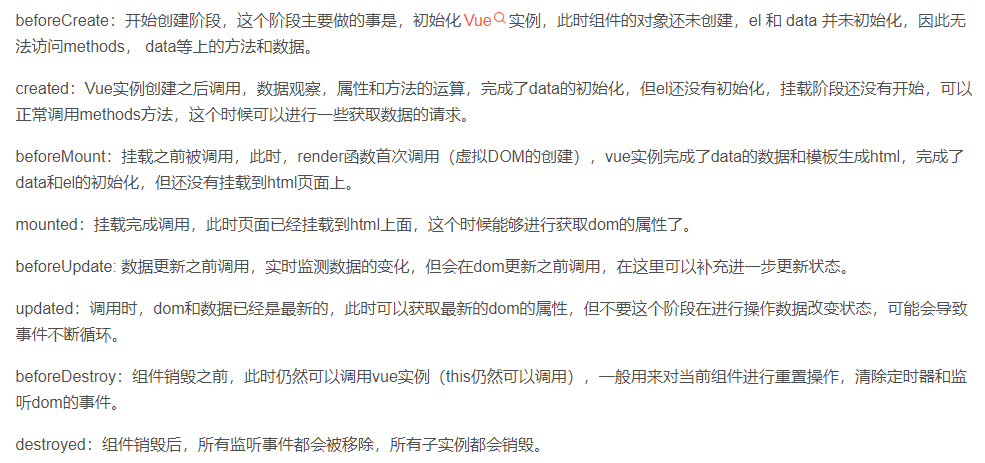 beforeCreate：开始创建阶段，这个阶段主要做的事是，初始化 Vue 实例，此时组件的对象还未创建，el 和 data 并未初始化，因此无
法访问methods， data等上的方法和数据。
created：Vue实例创建之后调用，数据观察，属性和方法的运算，完成了data的初始化，但el还没有初始化，挂载阶段还没有开始，可以
正常调用methods方法，这个时候可以进行一些获取数据的请求。
beforeMount：挂载之前被调用，此时，render函数首次调用（虚拟DOM的创建），vue实例完成了data的数据和模板生成html，完成了
data和el的初始化，但还没有挂载到html页面上。
mounted：挂载完成调用，此时页面已经挂载到html上面，这个时候能够进行获取dom的属性了。
beforeUpdate: 数据更新之前调用，实时监测数据的变化，但会在dom更新之前调用，在这里可以补充进一步更新状态。
updated：调用时，dom和数据已经是最新的，此时可以获取最新的dom的属性，但不要这个阶段在进行操作数据改变状态，可能会导致
事件不断循环。
beforeDestroy：组件销毁之前，此时仍然可以调用vue实例（this仍然可以调用），一般用来对当前组件进行重置操作，清除定时器和监
听dom的事件。
destroyed：组件销毁后，所有监听事件都会被移除，所有子实例都会销毁。